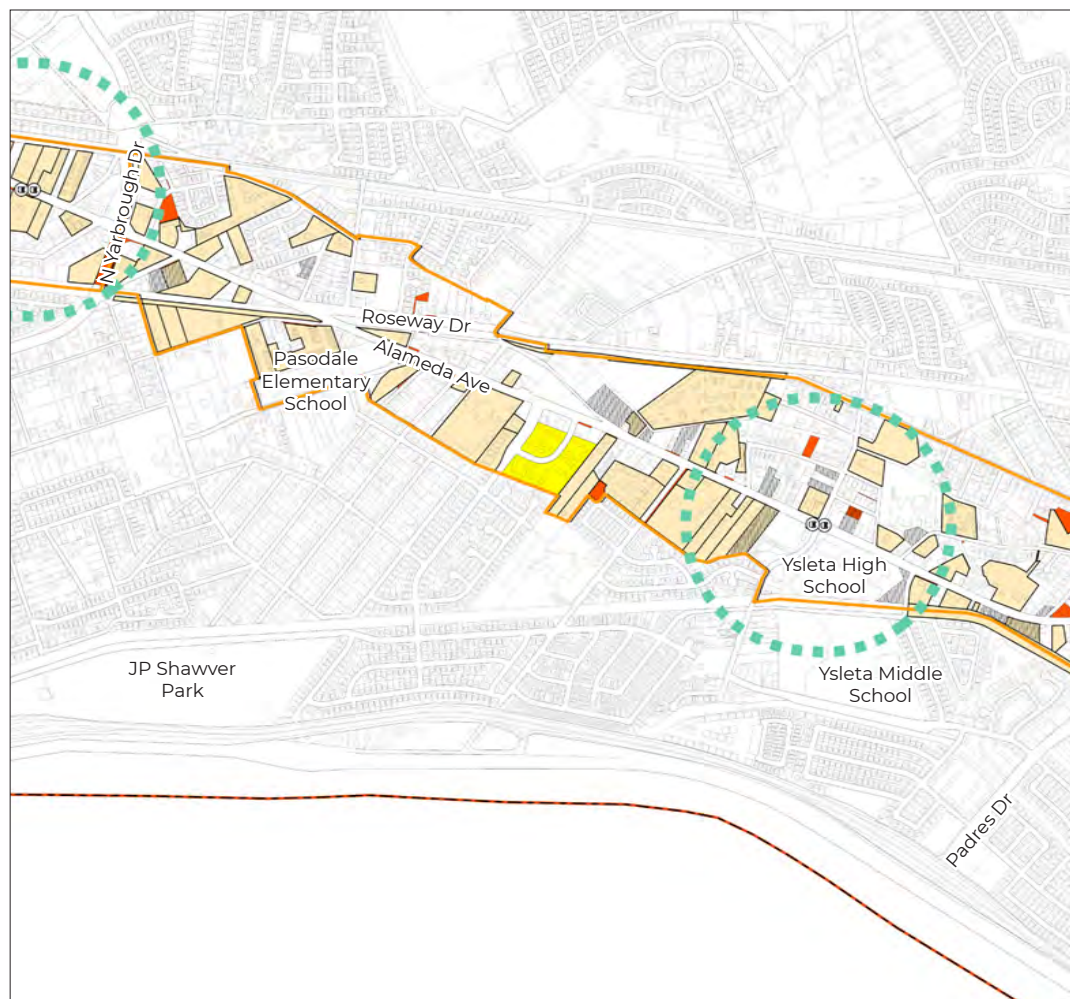 N Yarbrough Dr
Roseway Dr
Alameda Ave
Pasodale
Elementary
School
Ysleta High
School
JP Shawver
Park
Ysleta Middle
School
Padres Dr